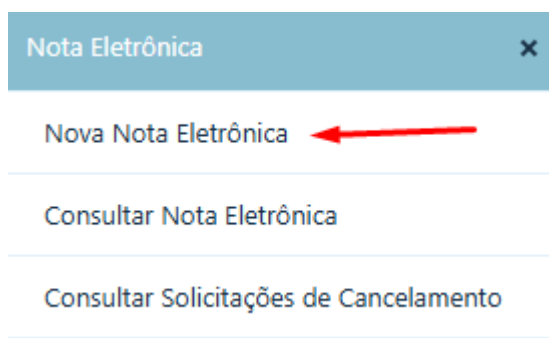 Nota Eletrônica
Nova Nota Eletrônica
Consultar Nota Eletrônica
Consultar Solicitações de Cancelamento